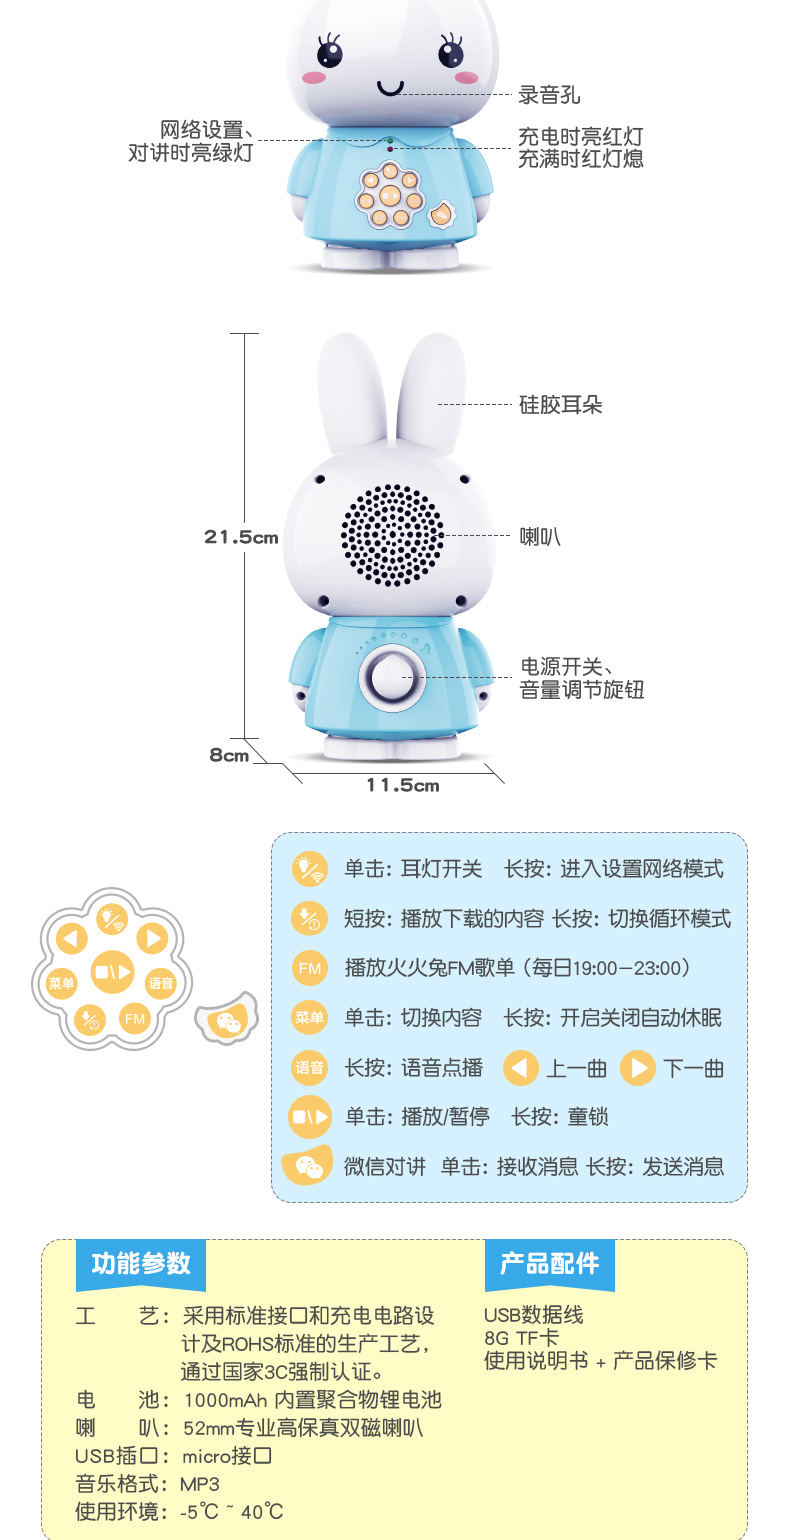 录音孔
网络设置、
对讲时亮绿灯
充电时亮红灯
充满时红灯熄
硅胶耳朵
21.5cm
喇叭
电源开关、
音量调节旋钮
8cm
11.5cm
单击: 耳灯开关 长按: 进入设置网络模式
短按: 播放下载的内容 长按: 切换循环模式
FM 播放火火兔FM歌单（每日19:00-23:00）
菜单 单击: 切换内容 长按: 开启关闭自动休眠
语音 长按: 语音点播 上一曲 下一曲
单击: 播放/暂停 长按: 童锁
微信对讲 单击: 接收消息 长按: 发送消息
菜单
语音
FM
功能参数
工 艺: 采用标准接口和充电电路设
计及ROHS标准的生产工艺,
通过国家3C强制认证。
电 池: 1000mAh 内置聚合物锂电池
喇 叭: 52mm专业高保真双磁喇叭
USB插口: micro接口
音乐格式: MP3
使用环境: -5℃ ~ 40℃
产品配件
USB数据线
8G TF卡
使用说明书 + 产品保修卡